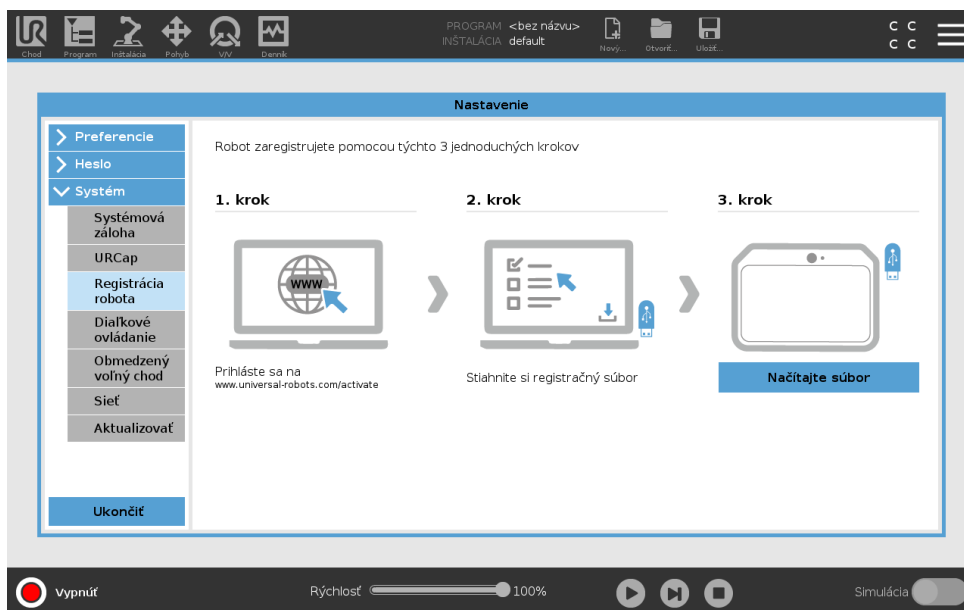 PROGRAM <bez názvu>
INŠTALÁCIA default
Chod Program Inštalácia Pohyb V/V Denník Nový... Otvoriť... Uložiť...
C C
C C
Nastavenie
Preferencie
Heslo
Systém
Systémová
záloha
URCap
Registrácia
robota
Diaľkové
ovládanie
Obmedzený
voľný chod
Sieť
Aktualizovať
Ukončiť
Robot zaregistrujete pomocou týchto 3 jednoduchých krokov
1. krok
www
Prihláste sa na
www.universal-robots.com/activate
2. krok
Stiahnite si registračný súbor
3. krok
Načítajte súbor
Vypnúť Rýchlosť 100% Simulácia